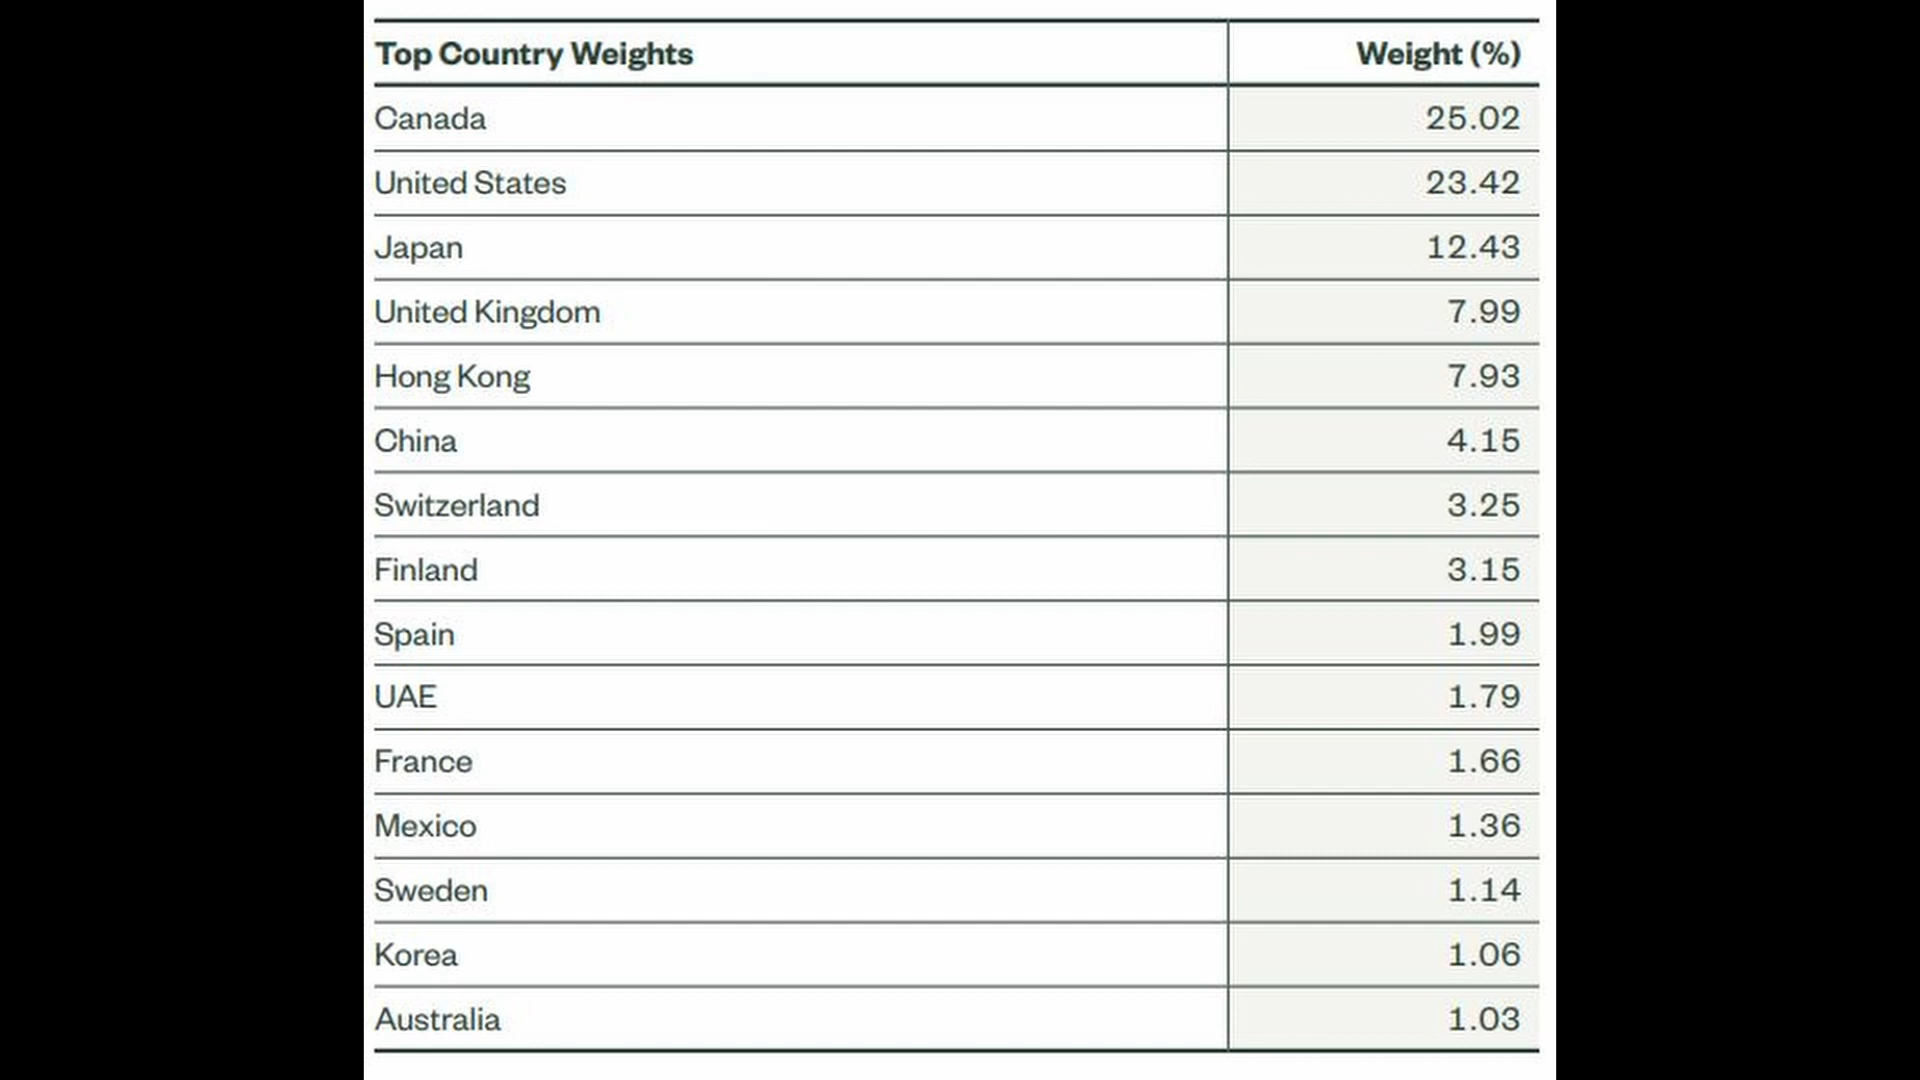 Top Country Weights Weight (%)
Canada 25.02
United States 23.42
Japan 12.43
United Kingdom 7.99
Hong Kong 7.93
China 4.15
Switzerland 3.25
Finland 3.15
Spain 1.99
UAE 1.79
France 1.66
Mexico 1.36
Sweden 1.14
Korea 1.06
Australia 1.03